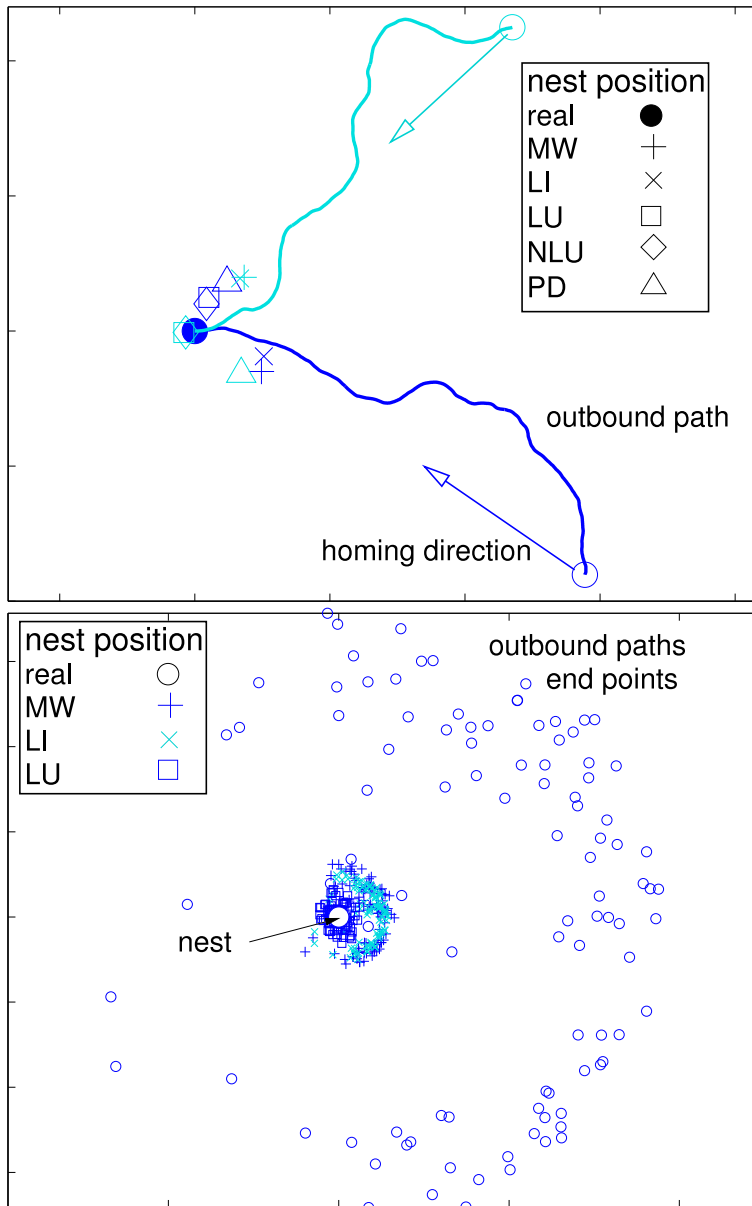 nest position
real
MW
LI
LU
NLU
PD
outbound path
homing direction
nest position
real
MW
LI
LU
outbound paths
end points
nest